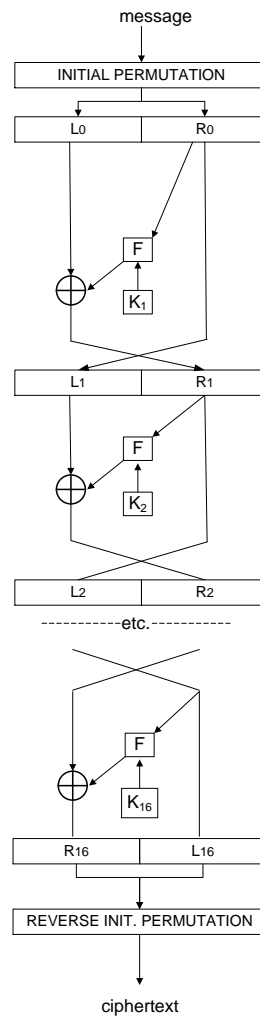 message
INITIAL PERMUTATION
L0 R0
F
K1
L1 R1
F
K2
L2 R2
etc.
F
K16
R16 L16
REVERSE INIT. PERMUTATION
ciphertext